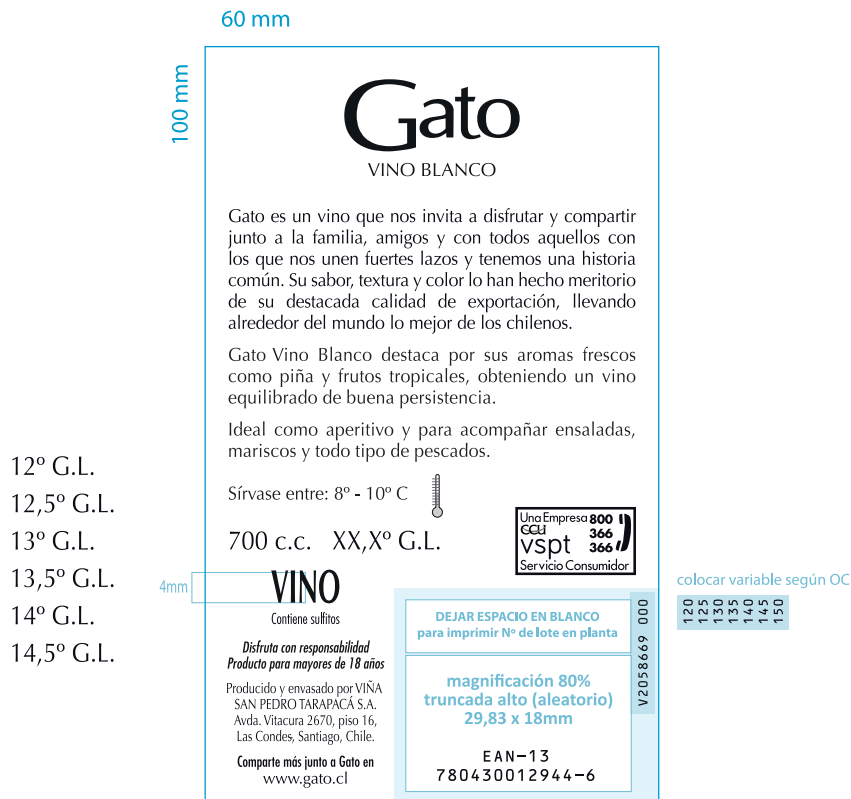 60 mm
100 mm
Gato
VINO BLANCO
Gato es un vino que nos invita a disfrutar y compartir
junto a la familia, amigos y con todos aquellos con
los que nos unen fuertes lazos y tenemos una historia
común. Su sabor, textura y color lo han hecho meritorio
de su destacada calidad de exportación, llevando
alrededor del mundo lo mejor de los chilenos.
Gato Vino Blanco destaca por sus aromas frescos
como piña y frutos tropicales, obteniendo un vino
equilibrado de buena persistencia.
Ideal como aperitivo y para acompañar ensaladas,
mariscos y todo tipo de pescados.
Sírvase entre: 8º - 10º C
700 c.c. XX,Xº G.L.
12º G.L.
12,5º G.L.
13º G.L.
13,5º G.L.
14º G.L.
14,5º G.L.
Una Empresa
CCU
vspt
800
366
366
Servicio Consumidor
4mm
VINO
Contiene sulfitos
Disfruta con responsabilidad
Producto para mayores de 18 años
Producido y envasado por VIÑA
SAN PEDRO TARAPACÁ S.A.
Avda. Vitacura 2670, piso 16,
Las Condes, Santiago, Chile.
Comparte más junto a Gato en
www.gato.cl
DEJAR ESPACIO EN BLANCO
para imprimir Nº de lote en planta
magnificación 80%
truncada alto (aleatorio)
29,83 x 18mm
EAN-13
780430012944-6
V2058669 000
colocar variable según OC
120
125
130
135
140
145
150